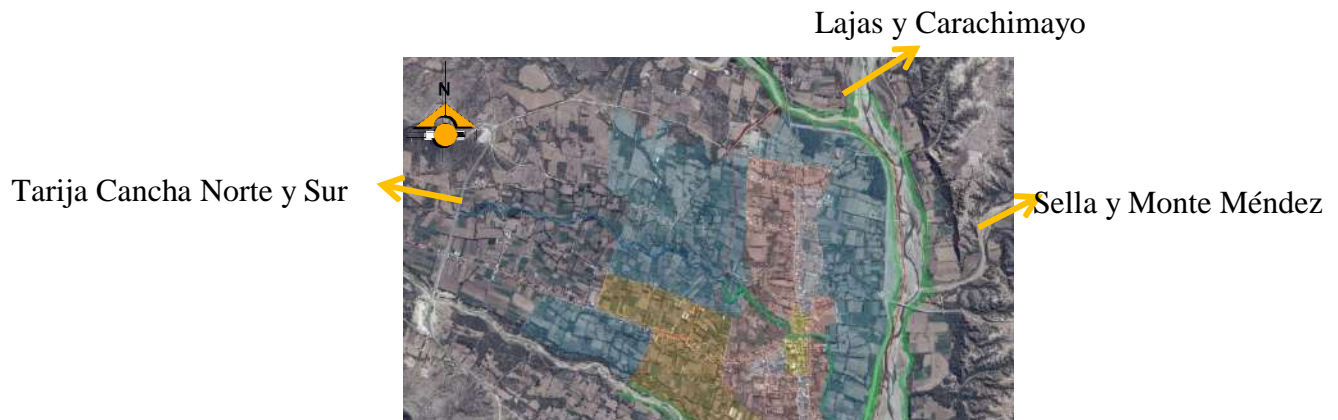 Lajas y Carachimayo
N
Tarija Cancha Norte y Sur
Sella y Monte Méndez